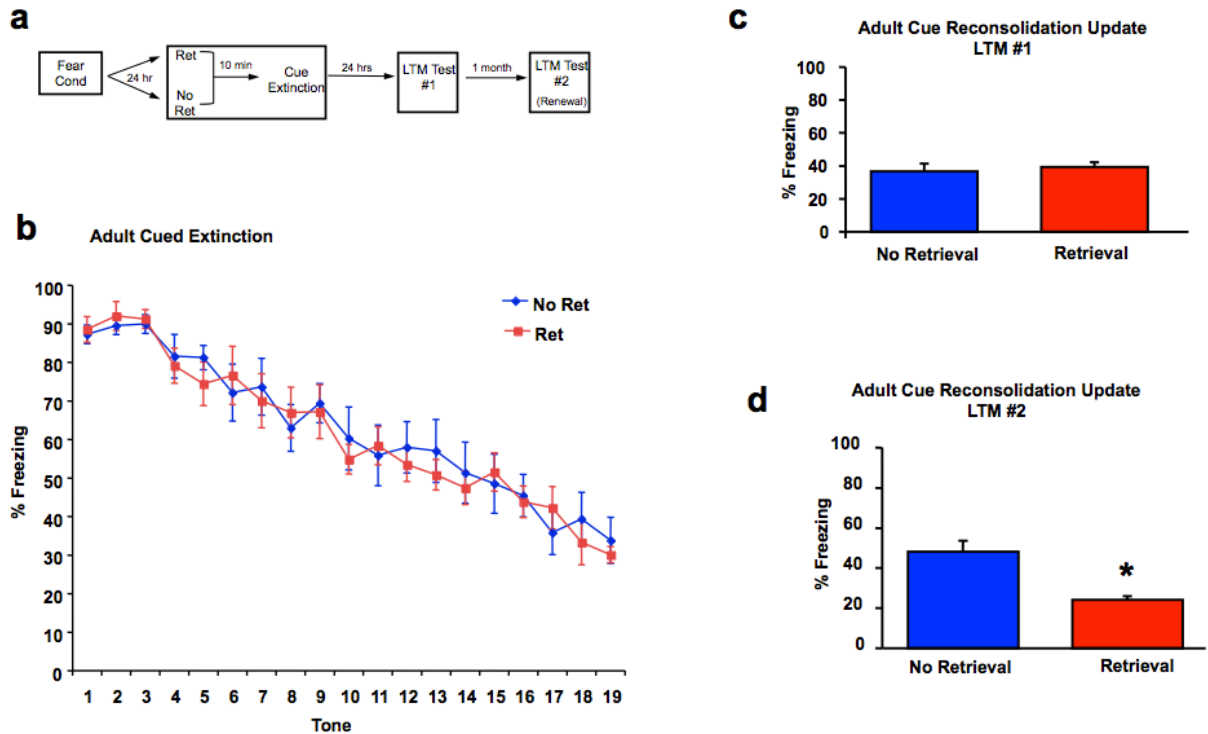 a
Fear
Cond
24 hr
Ret
No
Ret
10 min
Cue
Extinction
24 hrs
LTM Test
#1
1 month
LTM Test
#2
(Renewal)
b
Adult Cued Extinction
% Freezing
100
90
80
70
60
50
40
30
20
10
0
No Ret
Ret
1 2 3 4 5 6 7 8 9 10 11 12 13 14 15 16 17 18 19
Tone
c
Adult Cue Reconsolidation Update
LTM #1
% Freezing
100
80
60
40
20
0
No Retrieval
Retrieval
d
Adult Cue Reconsolidation Update
LTM #2
% Freezing
100
80
60
40
20
0
*
No Retrieval
Retrieval